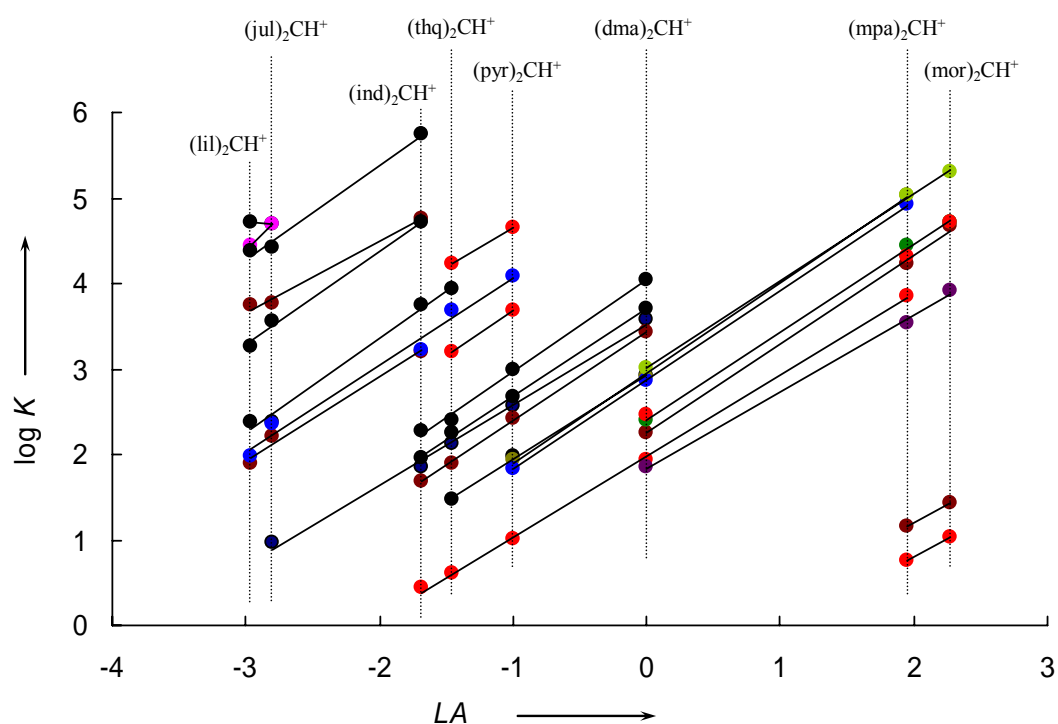 (jul)₂CH⁺
(thq)₂CH⁺
(dma)₂CH⁺
(mpa)₂CH⁺
(pyr)₂CH⁺
(mor)₂CH⁺
(ind)₂CH⁺
(lil)₂CH⁺
6
5
4
3
2
1
0
log K
-4
-3
-2
-1
0
1
2
3
LA